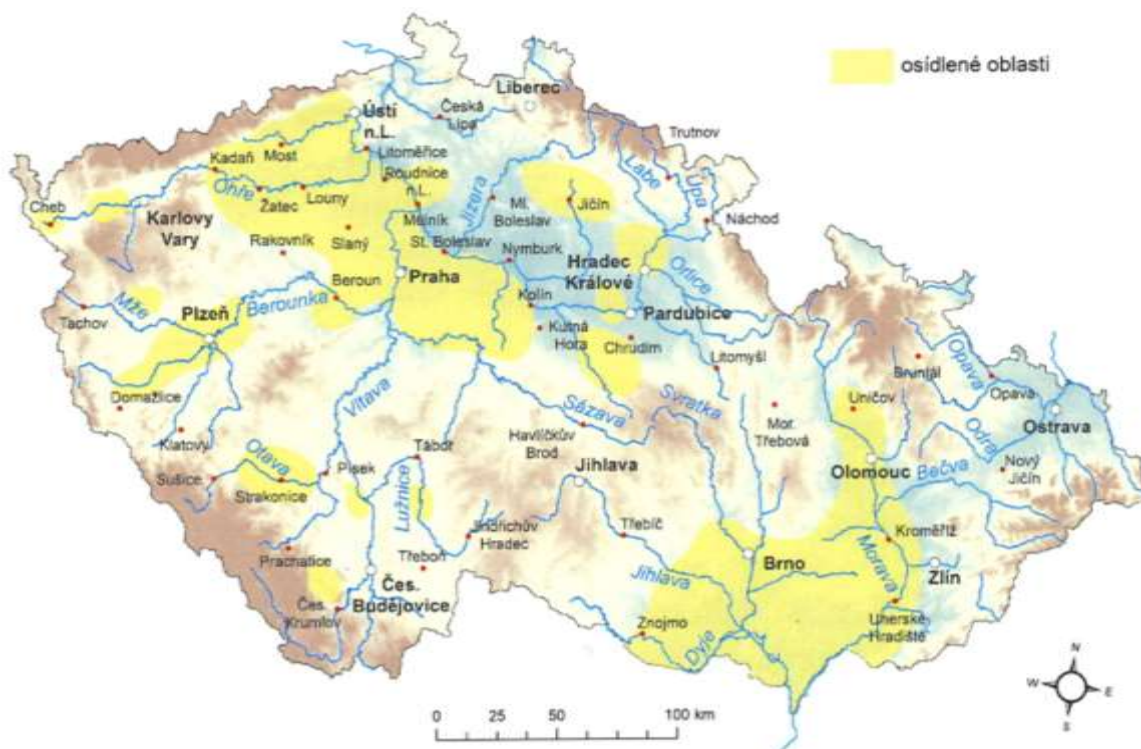 osídlené oblasti
Liberec
Ústí
n.L.
Česká
Lípa
Trutnov
Most
Kadaň
Litoměřice
Roudnice
n.L.
Labe
Úpa
Ohře
Žatec
Louny
Jizera
Ml.
Boleslav
Jičín
Náchod
Cheb
Karlovy
Vary
Mělník
Slaný
St. Boleslav
Rakovník
Nymburk
Hradec
Králové
Orlice
Beroun
Praha
Mže
Plzeň
Berounka
Kolín
Pardubice
Tachov
Kutná
Hora
Chrudim
Litomyšl
Bruntál
Opava
Opava
Domažlice
Vltava
Sázava
Svratka
Mor.
Třebová
Uničov
Ostrava
Odra
Klatovy
Tábor
Havlíčkův
Brod
Otava
Písek
Jihlava
Olomouc
Bečva
Nový
Jičín
Sušice
Strakonice
Lužnice
Jindřichův
Hradec
Třebíč
Kroměříž
Prachatice
Třeboň
Jihlava
Brno
Morava
Zlín
Čes.
Budějovice
Čes.
Krumlov
Znojmo
Dyje
Uherské
Hradiště
N
W
E
S
0 25 50 100 km